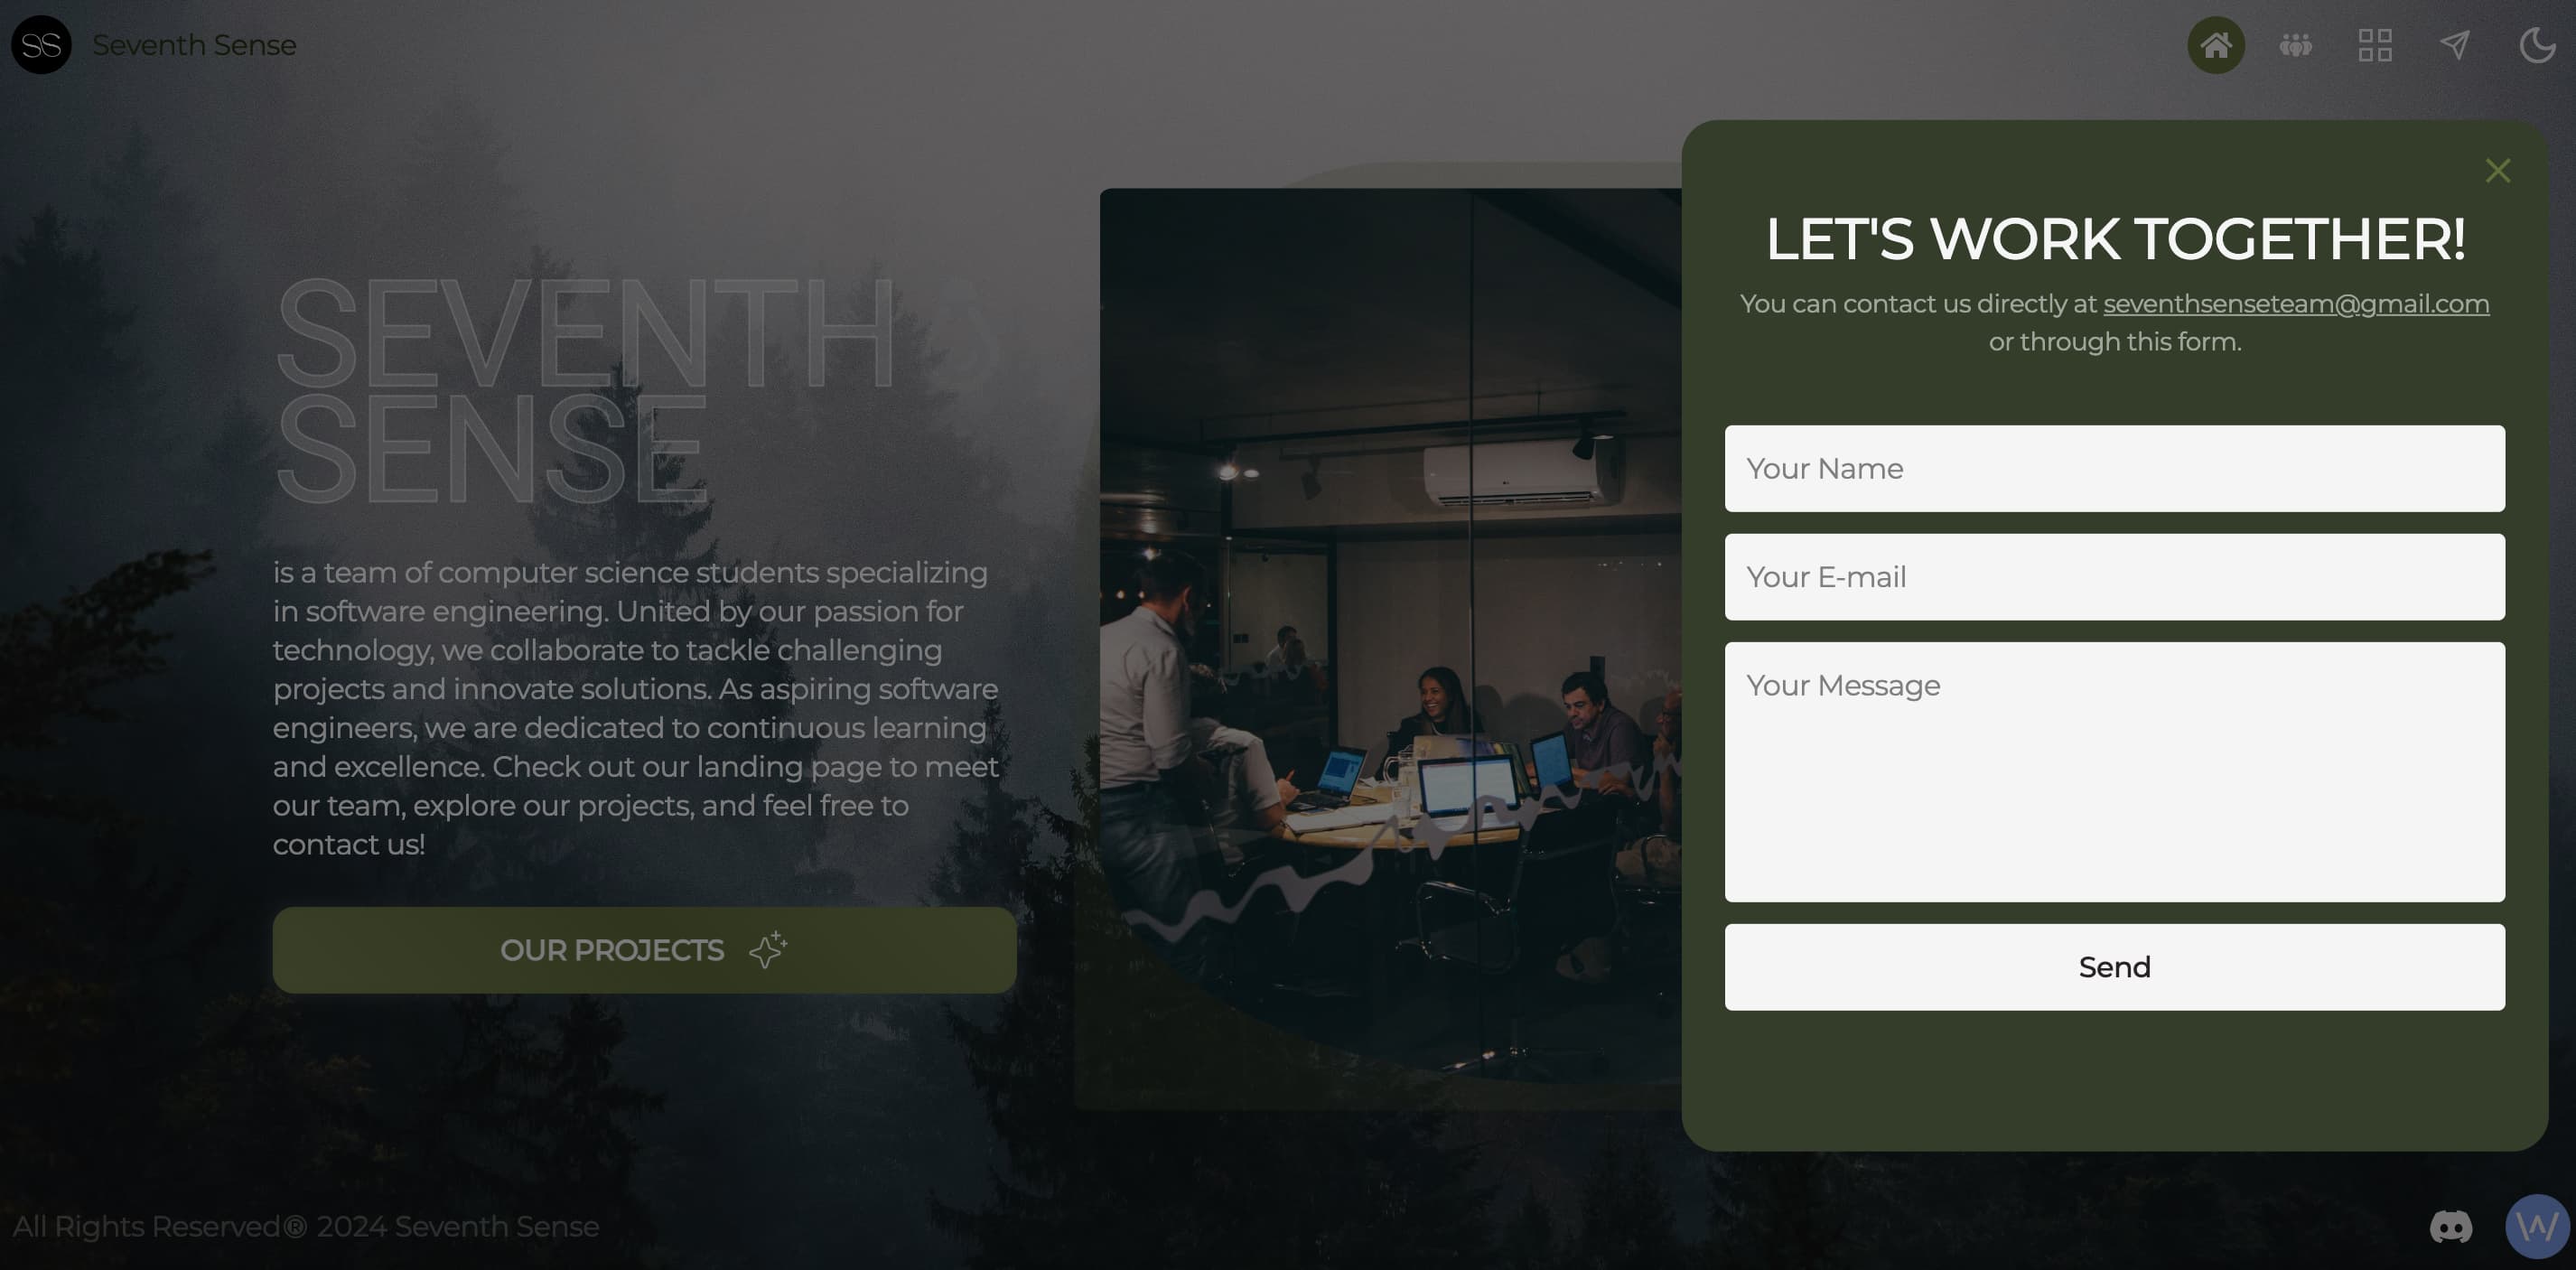 SS Seventh Sense
SEVENTH
SENSE
is a team of computer science students specializing
in software engineering. United by our passion for
technology, we collaborate to tackle challenging
projects and innovate solutions. As aspiring software
engineers, we are dedicated to continuous learning
and excellence. Check out our landing page to meet
our team, explore our projects, and feel free to
contact us!
OUR PROJECTS
LET'S WORK TOGETHER!
You can contact us directly at seventhsenseteam@gmail.com
or through this form.
Your Name
Your E-mail
Your Message
Send
All Rights Reserved® 2024 Seventh Sense
W